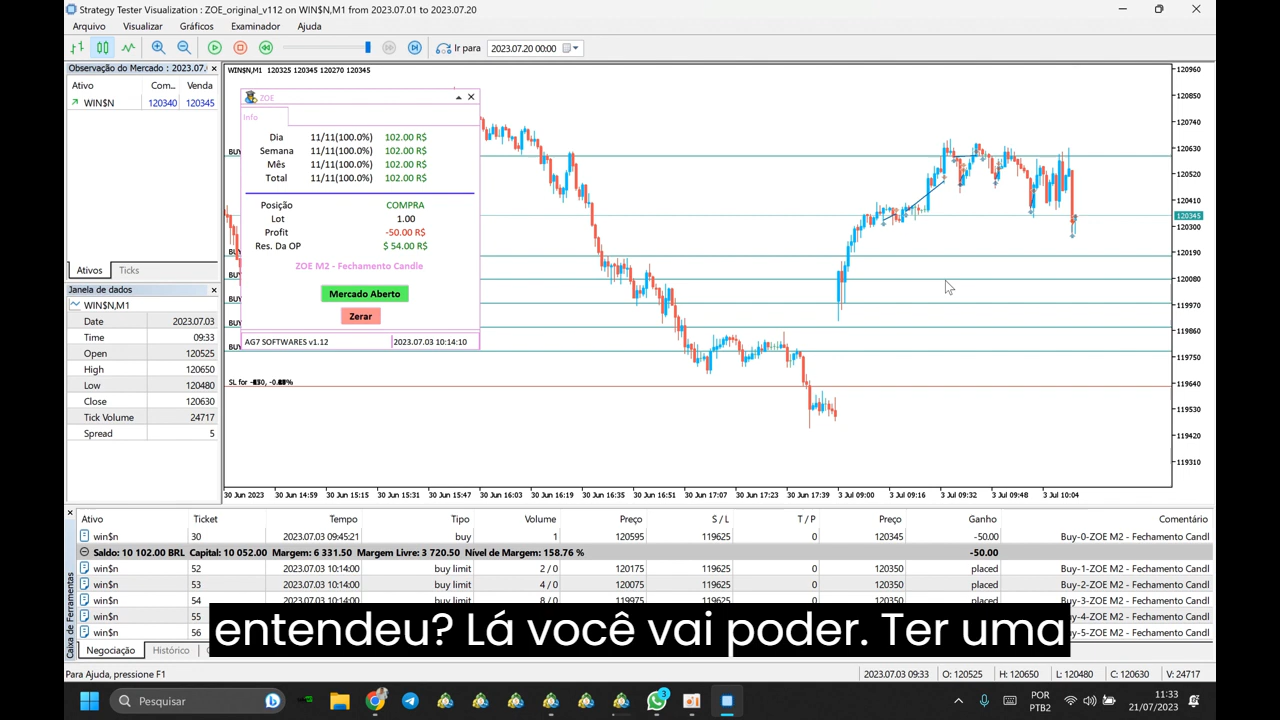 Strategy Tester Visualization : ZOE_original_v112 on WIN$N,M1 from 2023.07.01 to 2023.07.20
Arquivo Visualizar Gráficos Examinador Ajuda
Ir para 2023.07.20 00:00
Observação do Mercado : 2023.07.
Ativo Com... Venda
WIN$N 120340 120345
Ativos Ticks
Janela de dados
WIN$N,M1
Date 2023.07.03
Time 09:33
Open 120525
High 120650
Low 120480
Close 120630
Tick Volume 24717
Spread 5
WIN$N,M1 120325 120345 120270 120345
ZOE
Info
Dia 11/11(100.0%) 102.00 R$
Semana 11/11(100.0%) 102.00 R$
Mês 11/11(100.0%) 102.00 R$
Total 11/11(100.0%) 102.00 R$
Posição COMPRA
Lot 1.00
Profit -50.00 R$
Res. Da OP $ 54.00 R$
ZOE M2 - Fechamento Candle
Mercado Aberto
Zerar
AG7 SOFTWARES v1.12 2023.07.03 10:14:10
BUY
BUY
BUY
BUY
BUY
BUY
120960
120850
120740
120630
120520
120410
120345
120300
120190
120080
119970
119860
119750
119640
119530
119420
119310
30 Jun 2023 30 Jun 14:59 30 Jun 15:15 30 Jun 15:31 30 Jun 15:47 30 Jun 16:03 30 Jun 16:19 30 Jun 16:35 30 Jun 16:51 30 Jun 17:07 30 Jun 17:23 30 Jun 17:39 3 Jul 09:00 3 Jul 09:16 3 Jul 09:32 3 Jul 09:48 3 Jul 10:04
Ativo Ticket Tempo Tipo Volume Preço S / L T / P Preço Ganho Comentário
win$n 30 2023.07.03 09:45:21 buy 1 120595 119625 0 120345 -50.00 Buy-0-ZOE M2 - Fechamento Candl
Saldo: 10 102.00 BRL Capital: 10 052.00 Margem: 6 331.50 Margem Livre: 3 720.50 Nível de Margem: 158.76 % -50.00
win$n 52 2023.07.03 10:14:00 buy limit 2 / 0 120175 119625 0 120350 placed Buy-1-ZOE M2 - Fechamento Candl
win$n 53 2023.07.03 10:14:00 buy limit 4 / 0 120075 119625 0 120350 placed Buy-2-ZOE M2 - Fechamento Candl
win$n 54 2023.07.03 10:14:00 buy limit 8 / 0 119975 119625 0 120350 placed Buy-3-ZOE M2 - Fechamento Candl
win$n 55 -4-ZOE M2 - Fechamento Candl
win$n 56 -5-ZOE M2 - Fechamento Candl
entendeu? Lá você vai poder. Ter uma
Caixa de Ferramentas
Negociação Histórico
Para Ajuda, pressione F1 2023.07.03 09:33 O: 120525 H: 120650 L: 120480 C: 120630 V: 24717
Pesquisar
3
POR
PTB2
11:33
21/07/2023